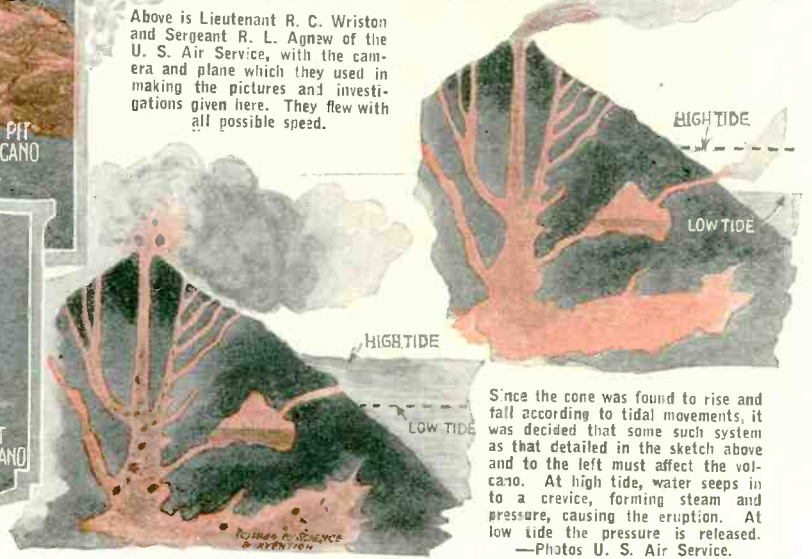 Above is Lieutenant R. C. Wriston
and Sergeant R. L. Agnew of the
U. S. Air Service, with the cam-
era and plane which they used in
making the pictures and investi-
gations given here. They flew with
all possible speed.
PIT
CANO
HIGH TIDE
LOW TIDE
HIGH TIDE
LOW TIDE
T
ANO
Since the cone was found to rise and
fall according to tidal movements, it
was decided that some such system
as that detailed in the sketch above
and to the left must affect the vol-
cano. At high tide, water seeps in
to a crevice, forming steam and
pressure, causing the eruption. At
low tide the pressure is released.
—Photos U. S. Air Service.
SCIENCE
& INVENTION